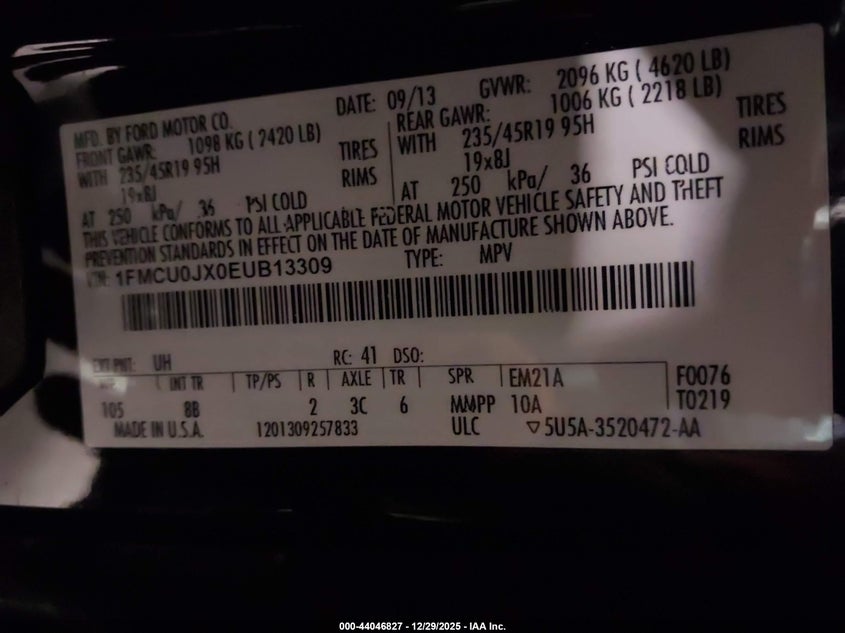 MFD. BY FORD MOTOR CO.
DATE: 09/13 GVWR: 2096 KG ( 4620 LB)
FRONT GAWR: 1098 KG ( 2420 LB)
WITH 235/45R19 95H TIRES
19x8J RIMS
AT 250 kPa/ 36 PSI COLD
REAR GAWR: 1006 KG ( 2218 LB)
WITH 235/45R19 95H TIRES
19x8J RIMS
AT 250 kPa/ 36 PSI COLD
THIS VEHICLE CONFORMS TO ALL APPLICABLE FEDERAL MOTOR VEHICLE SAFETY AND THEFT
PREVENTION STANDARDS IN EFFECT ON THE DATE OF MANUFACTURE SHOWN ABOVE.
VIN: 1FMCU0JX0EUB13309 TYPE: MPV
EXT PNT: UH RC: 41 DSO:
INT TR TP/PS R AXLE TR SPR EM21A F0076
105 8B 2 3C 6 MMPP 10A T0219
MADE IN U.S.A. 1201309257833 ULC ▽5U5A-3520472-AA
000-44046827 - 12/29/2025 - IAA Inc.